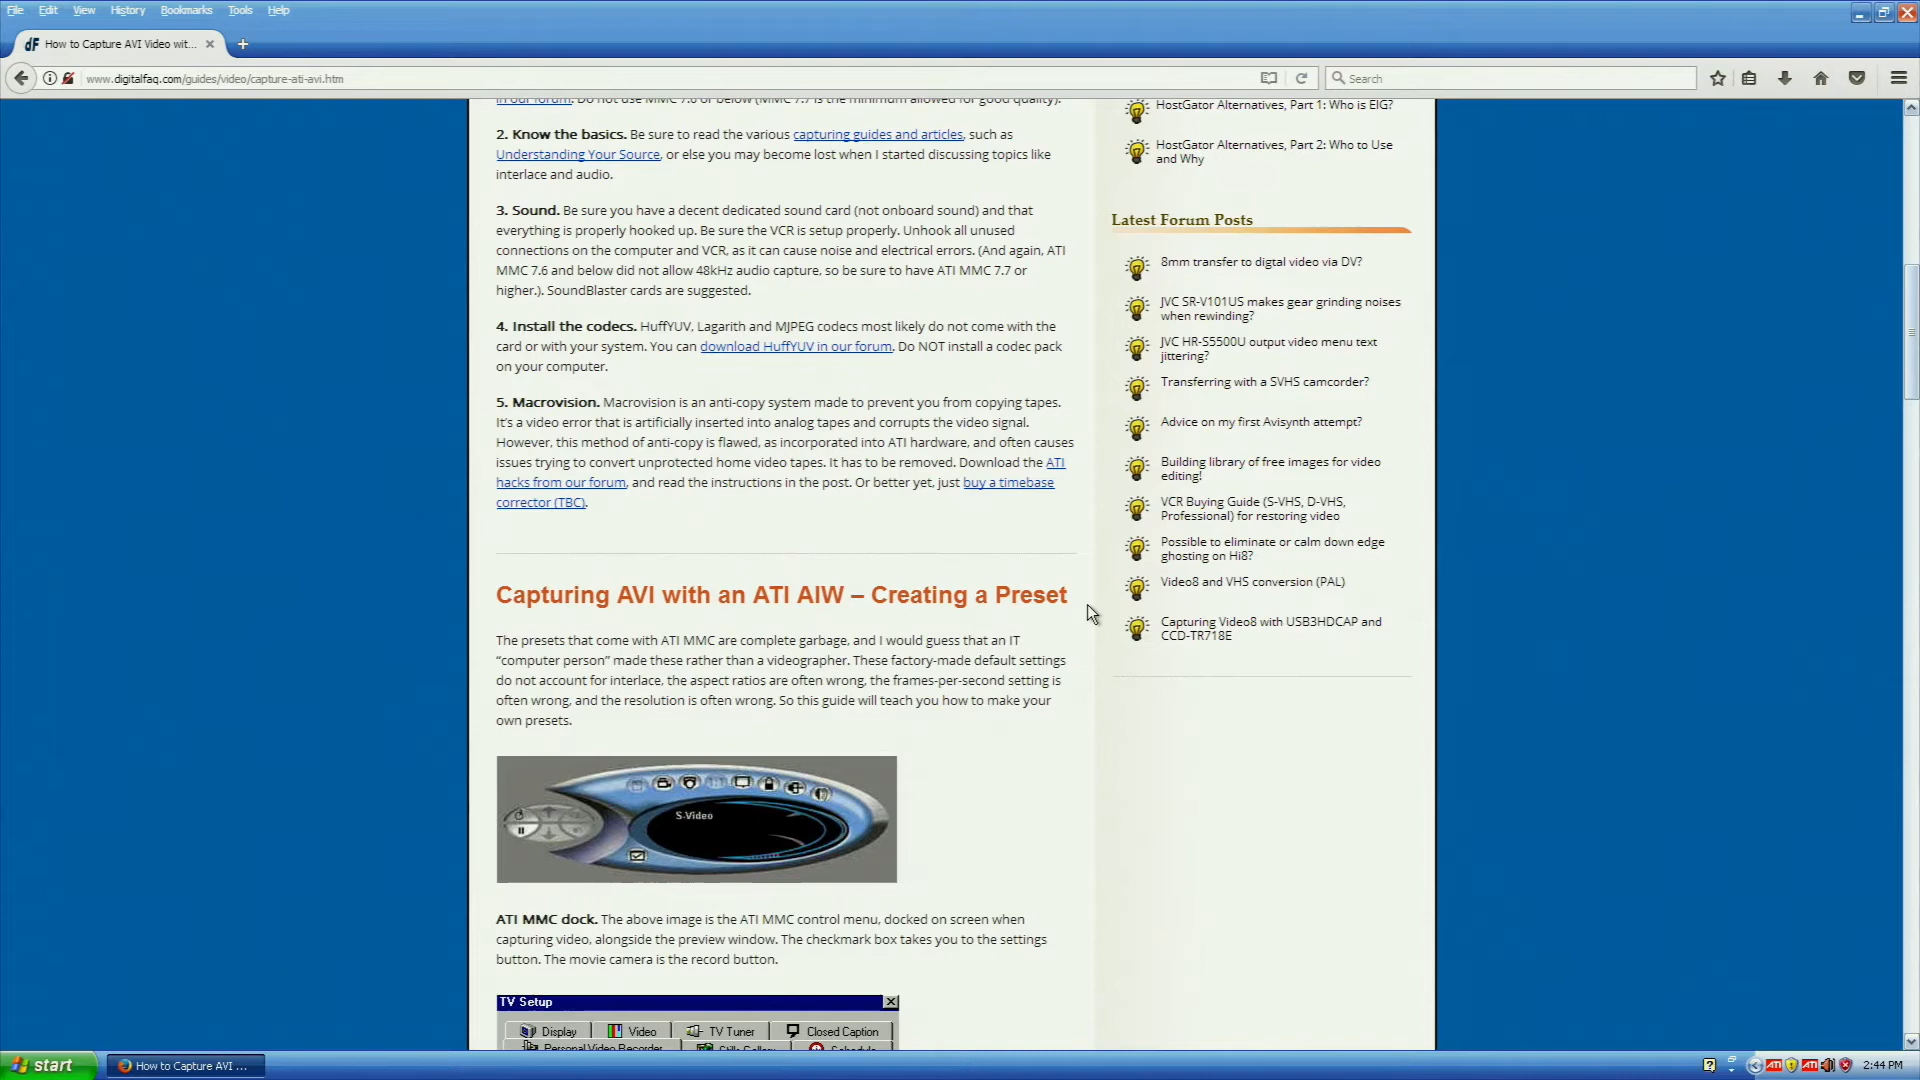 File Edit View History Bookmarks Tools Help
dF How to Capture AVI Video wit...
www.digitalfaq.com/guides/video/capture-ati-avi.htm
Search
in our forum. Do not use MMC 7.6 or below (MMC 7.7 is the minimum allowed for good quality).
2. Know the basics. Be sure to read the various capturing guides and articles, such as
Understanding Your Source, or else you may become lost when I started discussing topics like
interlace and audio.
3. Sound. Be sure you have a decent dedicated sound card (not onboard sound) and that
everything is properly hooked up. Be sure the VCR is setup properly. Unhook all unused
connections on the computer and VCR, as it can cause noise and electrical errors. (And again, ATI
MMC 7.6 and below did not allow 48kHz audio capture, so be sure to have ATI MMC 7.7 or
higher.). SoundBlaster cards are suggested.
4. Install the codecs. HuffYUV, Lagarith and MJPEG codecs most likely do not come with the
card or with your system. You can download HuffYUV in our forum. Do NOT install a codec pack
on your computer.
5. Macrovision. Macrovision is an anti-copy system made to prevent you from copying tapes.
It's a video error that is artificially inserted into analog tapes and corrupts the video signal.
However, this method of anti-copy is flawed, as incorporated into ATI hardware, and often causes
issues trying to convert unprotected home video tapes. It has to be removed. Download the ATI
hacks from our forum, and read the instructions in the post. Or better yet, just buy a timebase
corrector (TBC).
Capturing AVI with an ATI AIW – Creating a Preset
The presets that come with ATI MMC are complete garbage, and I would guess that an IT
“computer person” made these rather than a videographer. These factory-made default settings
do not account for interlace, the aspect ratios are often wrong, the frames-per-second setting is
often wrong, and the resolution is often wrong. So this guide will teach you how to make your
own presets.
S-Video
ATI MMC dock. The above image is the ATI MMC control menu, docked on screen when
capturing video, alongside the preview window. The checkmark box takes you to the settings
button. The movie camera is the record button.
TV Setup
Display Video TV Tuner Closed Caption
Personal Video Recorder Stills Gallery Schedule
HostGator Alternatives, Part 1: Who is EIG?
HostGator Alternatives, Part 2: Who to Use
and Why
Latest Forum Posts
8mm transfer to digtal video via DV?
JVC SR-V101US makes gear grinding noises
when rewinding?
JVC HR-S5500U output video menu text
jittering?
Transferring with a SVHS camcorder?
Advice on my first Avisynth attempt?
Building library of free images for video
editing!
VCR Buying Guide (S-VHS, D-VHS,
Professional) for restoring video
Possible to eliminate or calm down edge
ghosting on Hi8?
Video8 and VHS conversion (PAL)
Capturing Video8 with USB3HDCAP and
CCD-TR718E
start
How to Capture AVI ...
ATI ATI
2:44 PM